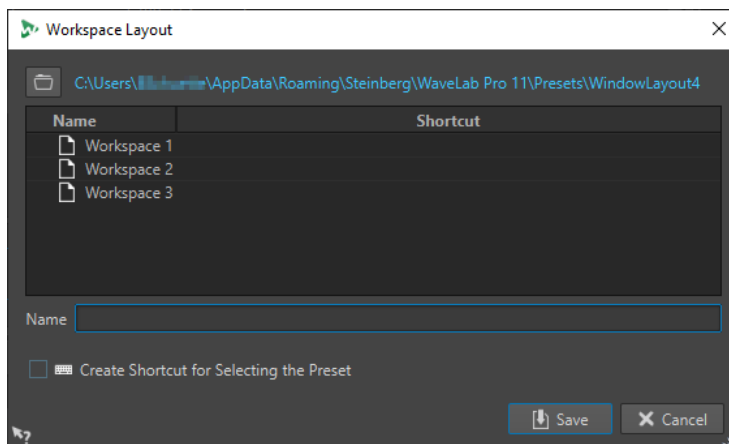 Workspace Layout
C:\Users\ \AppData\Roaming\Steinberg\WaveLab Pro 11\Presets\WindowLayout4
Name Shortcut
Workspace 1
Workspace 2
Workspace 3
Name
Create Shortcut for Selecting the Preset
Save Cancel